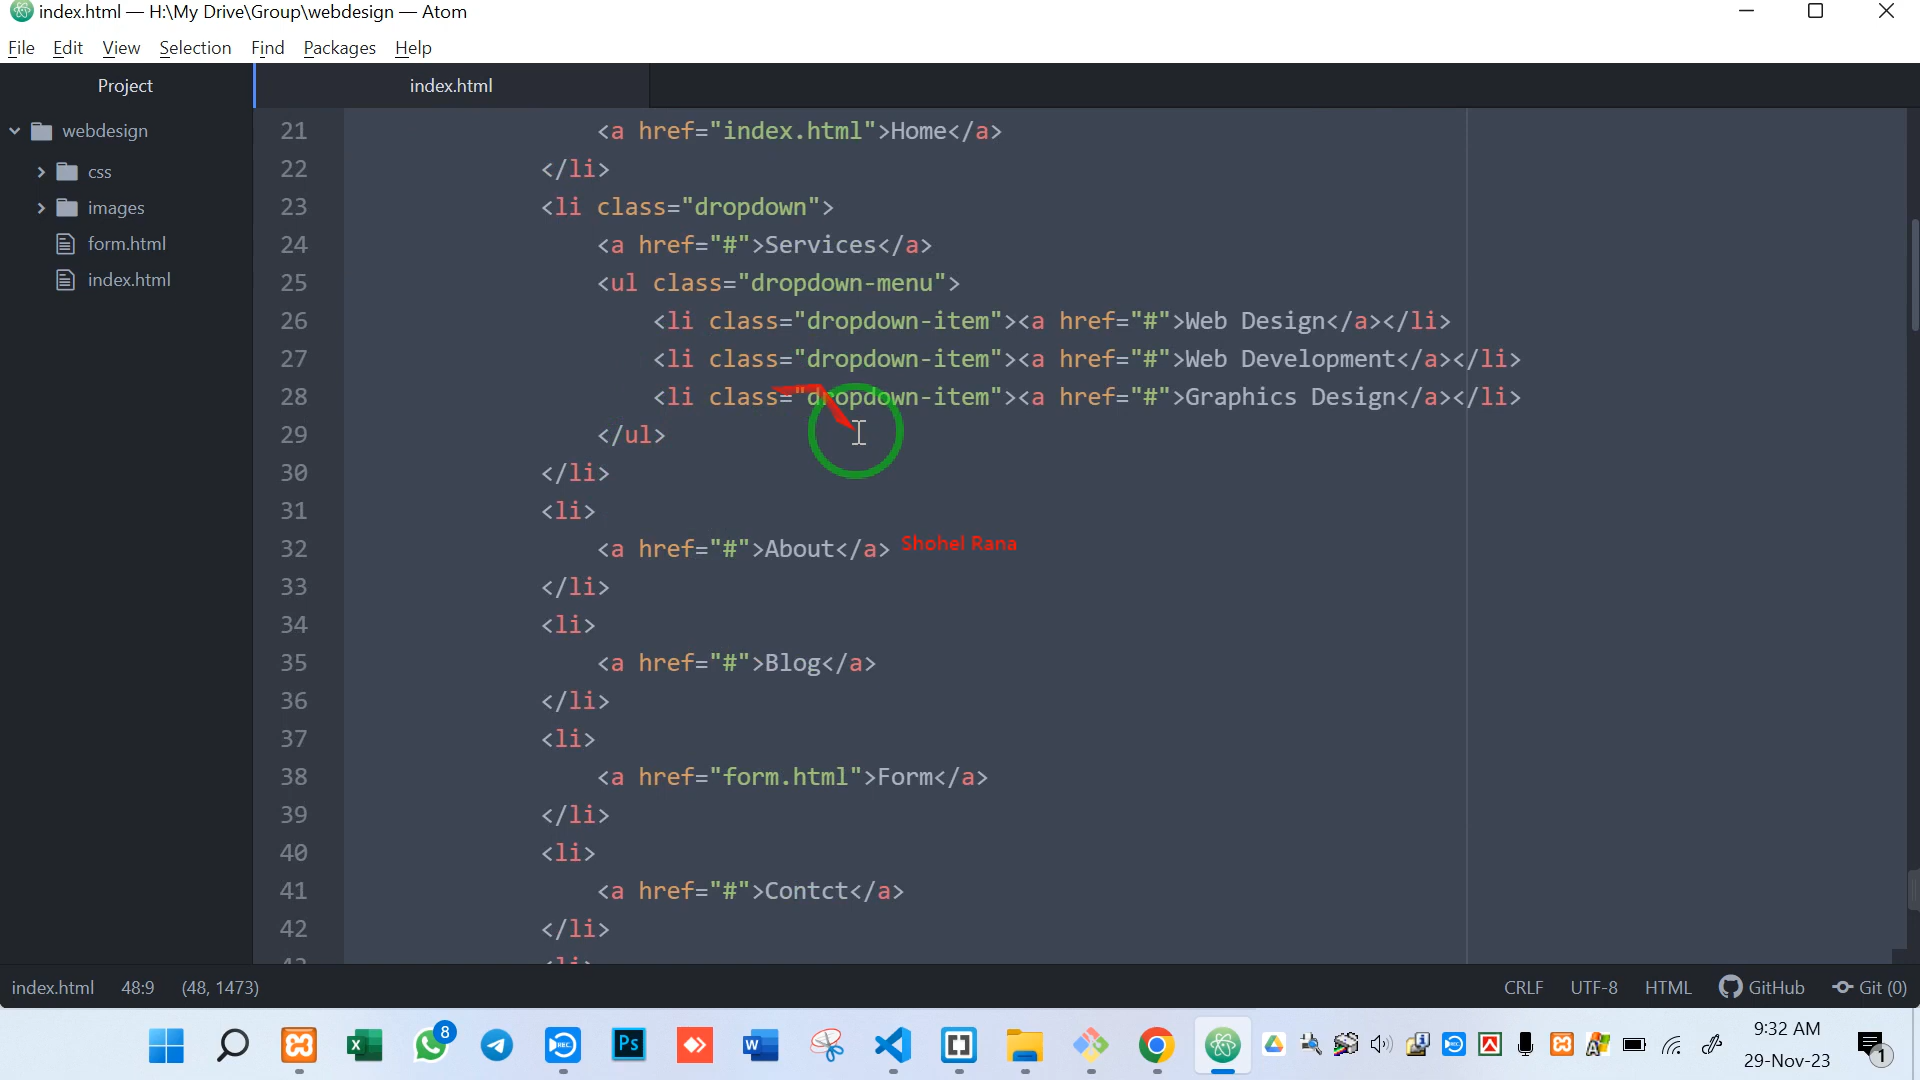 index.html — H:\My Drive\Group\webdesign — Atom
File Edit View Selection Find Packages Help
Project
index.html
webdesign
css
images
form.html
index.html
21 <a href="index.html">Home</a>
22 </li>
23 <li class="dropdown">
24 <a href="#">Services</a>
25 <ul class="dropdown-menu">
26 <li class="dropdown-item"><a href="#">Web Design</a></li>
27 <li class="dropdown-item"><a href="#">Web Development</a></li>
28 <li class="dropdown-item"><a href="#">Graphics Design</a></li>
29 </ul>
30 </li>
31 <li>
32 <a href="#">About</a> Shohel Rana
33 </li>
34 <li>
35 <a href="#">Blog</a>
36 </li>
37 <li>
38 <a href="form.html">Form</a>
39 </li>
40 <li>
41 <a href="#">Contct</a>
42 </li>
index.html 48:9 (48, 1473) CRLF UTF-8 HTML GitHub Git (0)
8
REC
Ps
9:32 AM
29-Nov-23
1